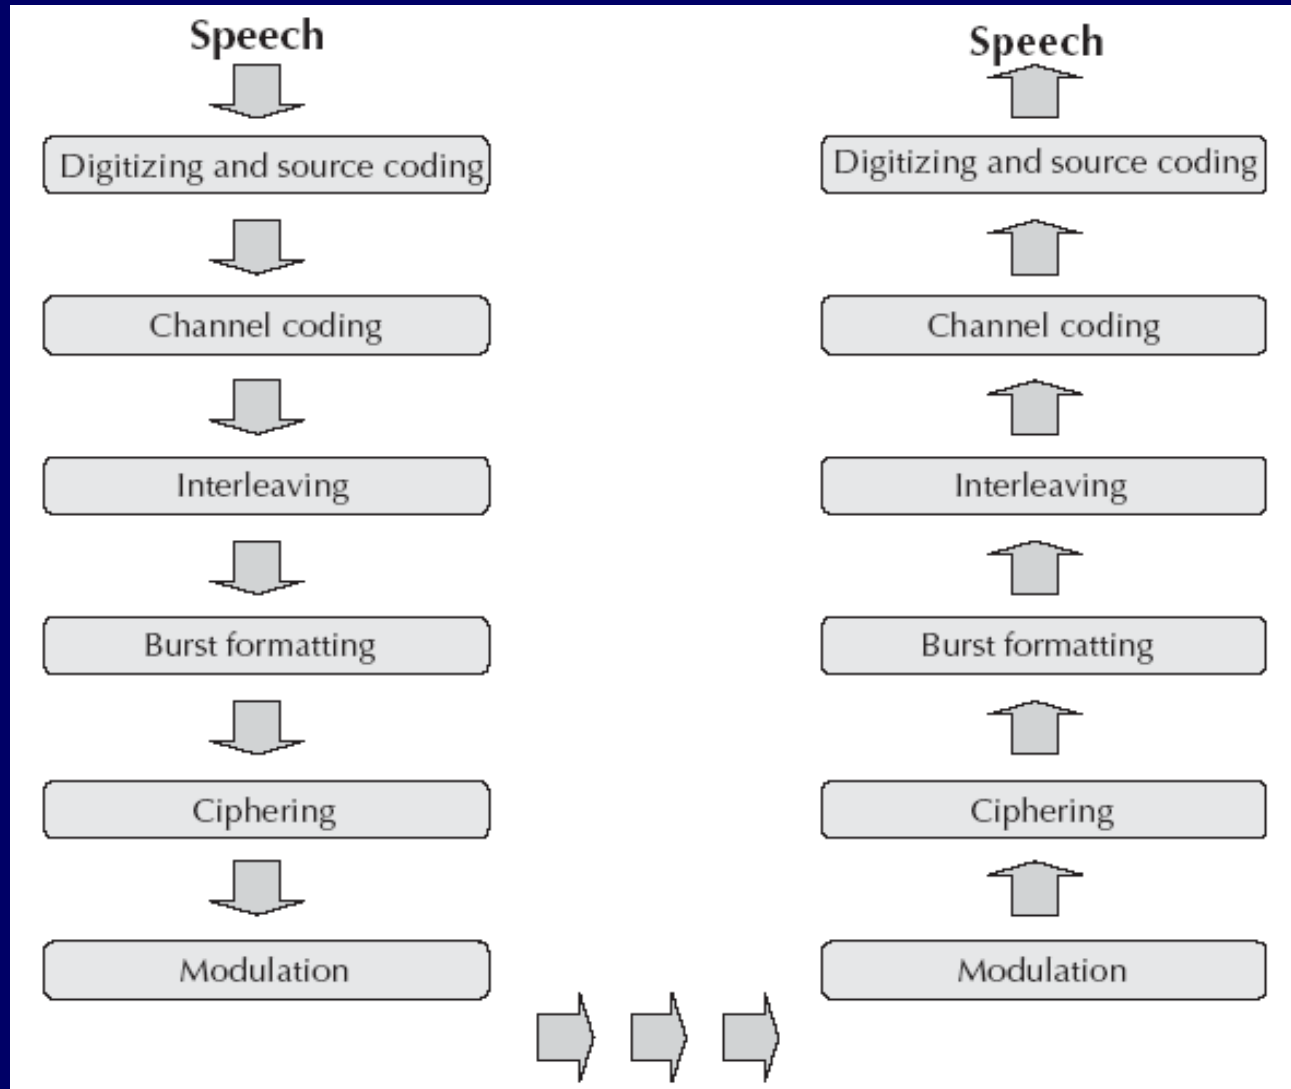 Speech
Digitizing and source coding
Channel coding
Interleaving
Burst formatting
Ciphering
Modulation
Speech
Digitizing and source coding
Channel coding
Interleaving
Burst formatting
Ciphering
Modulation